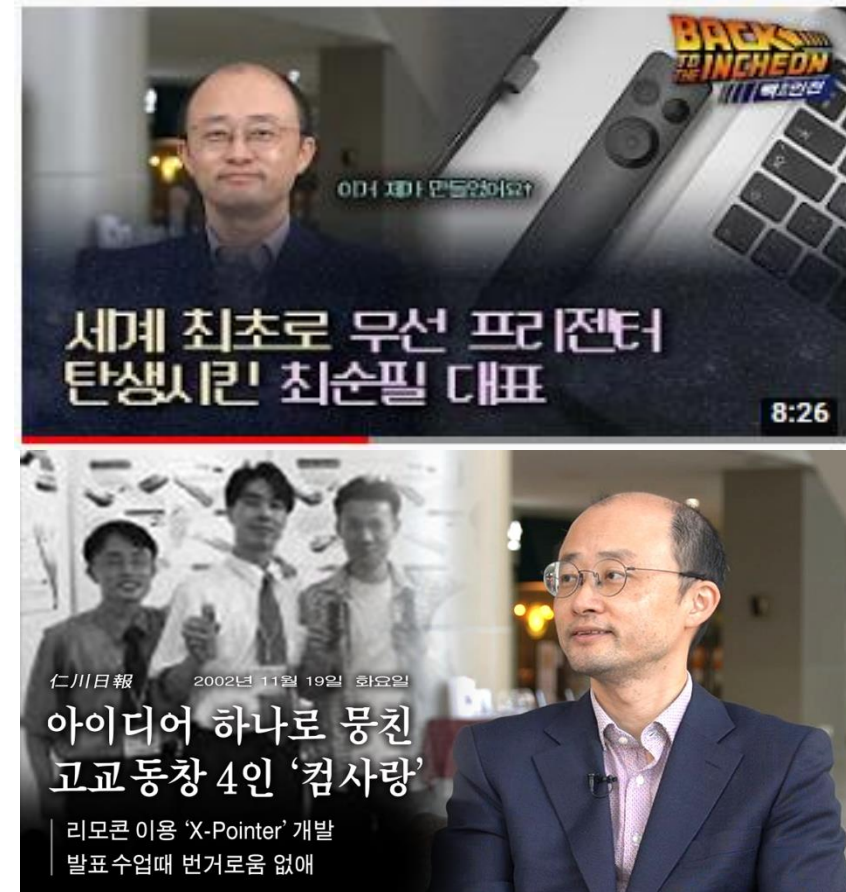 BACK
TO THE INCHEON
백투인천
이거 제가 만들었어요?!
세계 최초로 무선 프리젠터
탄생시킨 최순필 대표
8:26
仁川日報 2002년 11월 19일 화요일
아이디어 하나로 뭉친
고교동창 4인 ‘컴사랑’
리모콘 이용 ‘X-Pointer’ 개발
발표수업때 번거로움 없애